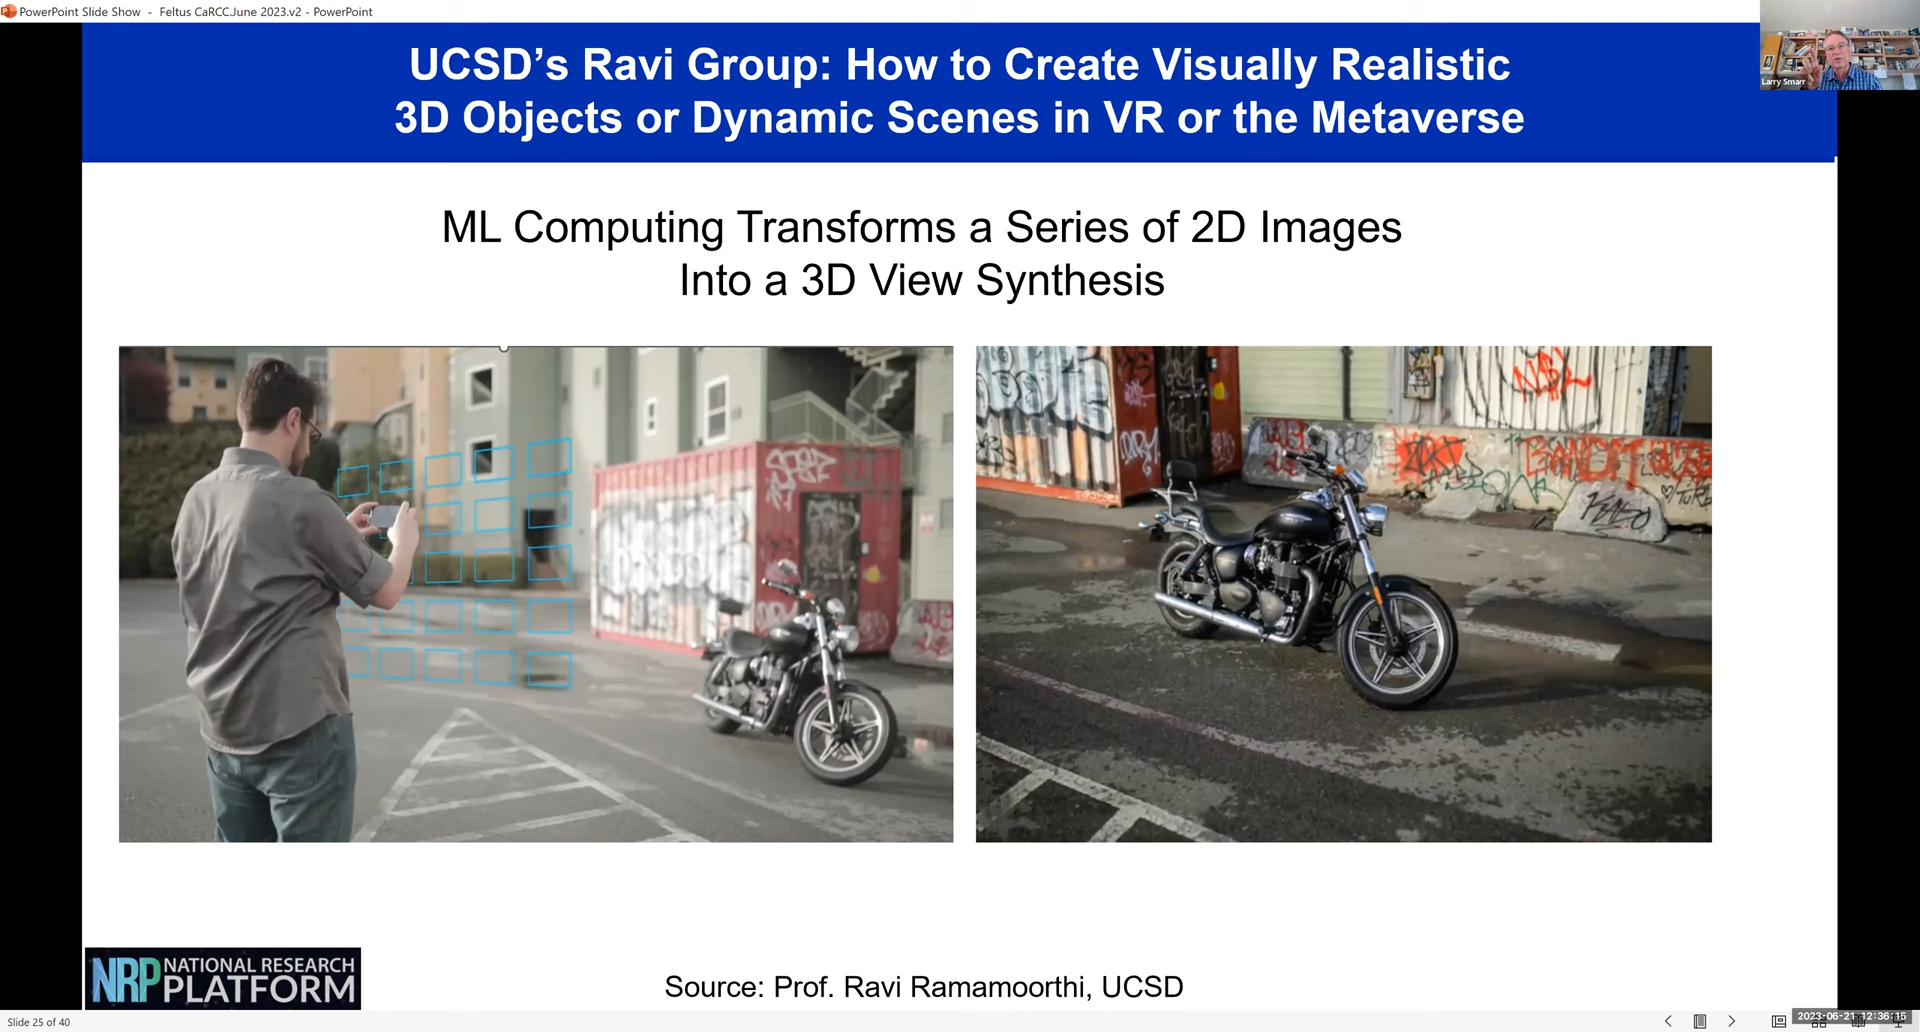 PowerPoint Slide Show - Feltus CaRCC.June 2023.v2 - PowerPoint
Larry Smarr
UCSD’s Ravi Group: How to Create Visually Realistic
3D Objects or Dynamic Scenes in VR or the Metaverse
ML Computing Transforms a Series of 2D Images
Into a 3D View Synthesis
NRP NATIONAL RESEARCH
PLATFORM
Source: Prof. Ravi Ramamoorthi, UCSD
Slide 25 of 40
2023-06-21 12:36:15